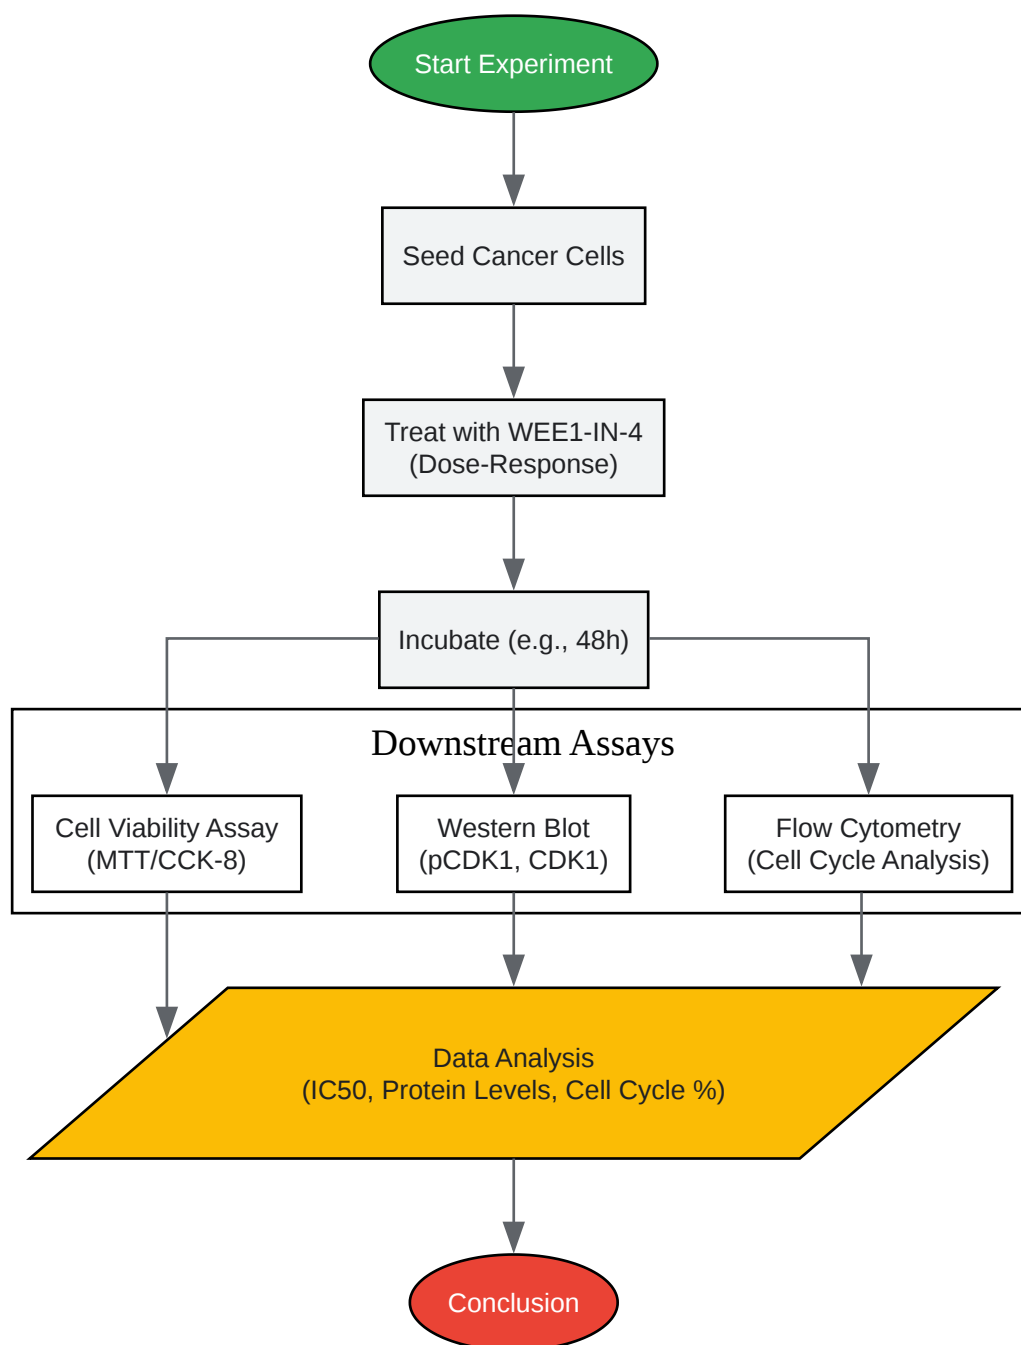 Start Experiment
Seed Cancer Cells
Treat with WEE1-IN-4
(Dose-Response)
Incubate (e.g., 48h)
Downstream Assays
Cell Viability Assay
(MTT/CCK-8)
Western Blot
(pCDK1, CDK1)
Flow Cytometry
(Cell Cycle Analysis)
Data Analysis
(IC50, Protein Levels, Cell Cycle %)
Conclusion